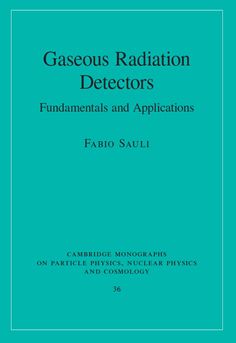 Gaseous Radiation
Detectors
Fundamentals and Applications
FABIO SAULI
CAMBRIDGE MONOGRAPHS
ON PARTICLE PHYSICS, NUCLEAR PHYSICS
AND COSMOLOGY
36